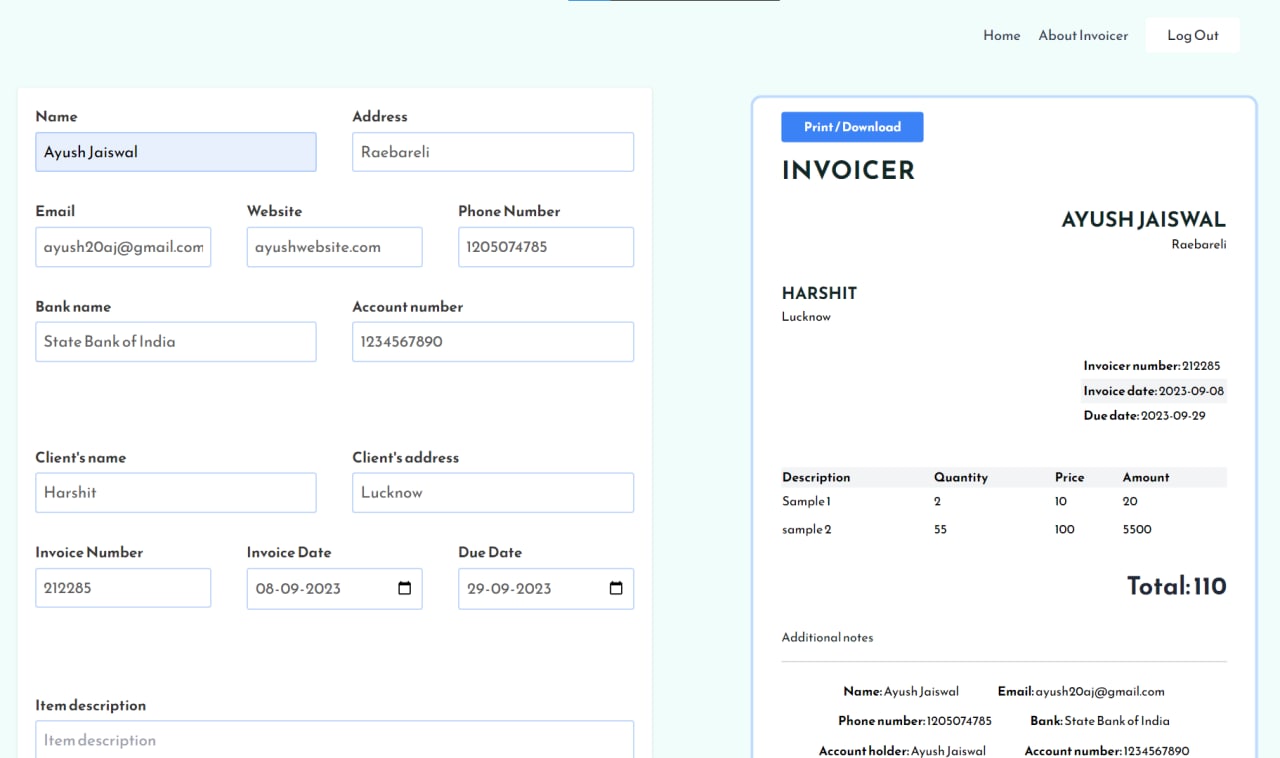 Home About Invoicer Log Out
Name Address
Ayush Jaiswal Raebareli
Email Website Phone Number
ayush20aj@gmail.com ayushwebsite.com 1205074785
Bank name Account number
State Bank of India 1234567890
Client's name Client's address
Harshit Lucknow
Invoice Number Invoice Date Due Date
212285 08-09-2023 29-09-2023
Item description
Item description
Print / Download
INVOICER
AYUSH JAISWAL
Raebareli
HARSHIT
Lucknow
Invoicer number: 212285
Invoice date: 2023-09-08
Due date: 2023-09-29
Description Quantity Price Amount
Sample 1 2 10 20
sample 2 55 100 5500
Total: 110
Additional notes
Name: Ayush Jaiswal Email: ayush20aj@gmail.com
Phone number: 1205074785 Bank: State Bank of India
Account holder: Ayush Jaiswal Account number: 1234567890